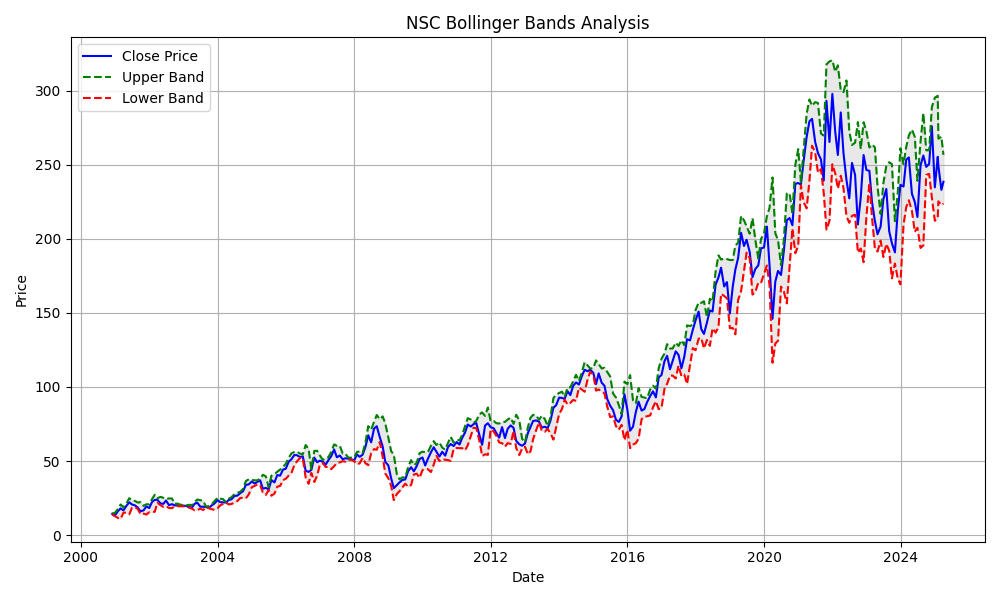 NSC Bollinger Bands Analysis
Close Price
Upper Band
Lower Band
300
250
200
150
100
50
0
Price
2000 2004 2008 2012 2016 2020 2024
Date